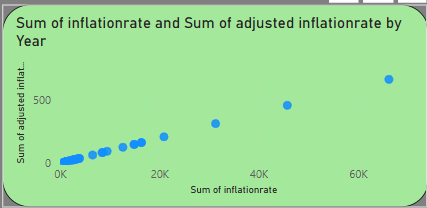 Sum of inflationrate and Sum of adjusted inflationrate by
Year
Sum of adjusted inflat...
500
0
0K
20K
40K
60K
Sum of inflationrate